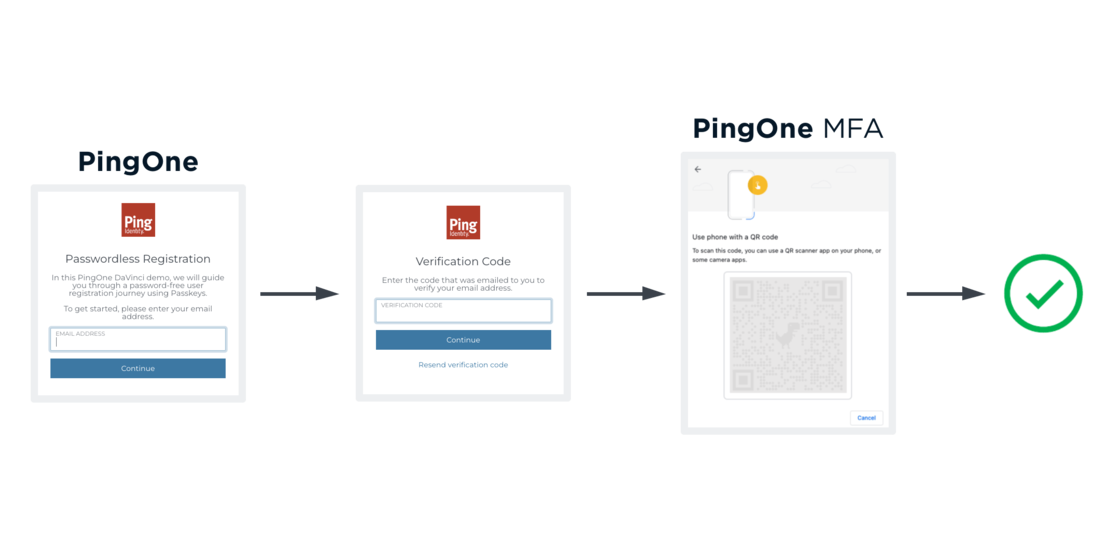 PingOne
Ping
Identity.
Passwordless Registration
In this PingOne DaVinci demo, we will guide
you through a password-free user
registration journey using Passkeys.
To get started, please enter your email
address.
EMAIL ADDRESS
Continue
Ping
Identity.
Verification Code
Enter the code that was emailed to you to
verify your email address.
VERIFICATION CODE
Continue
Resend verification code
PingOne MFA
Use phone with a QR code
To scan this code, you can use a QR scanner app on your phone, or
some camera apps.
Cancel